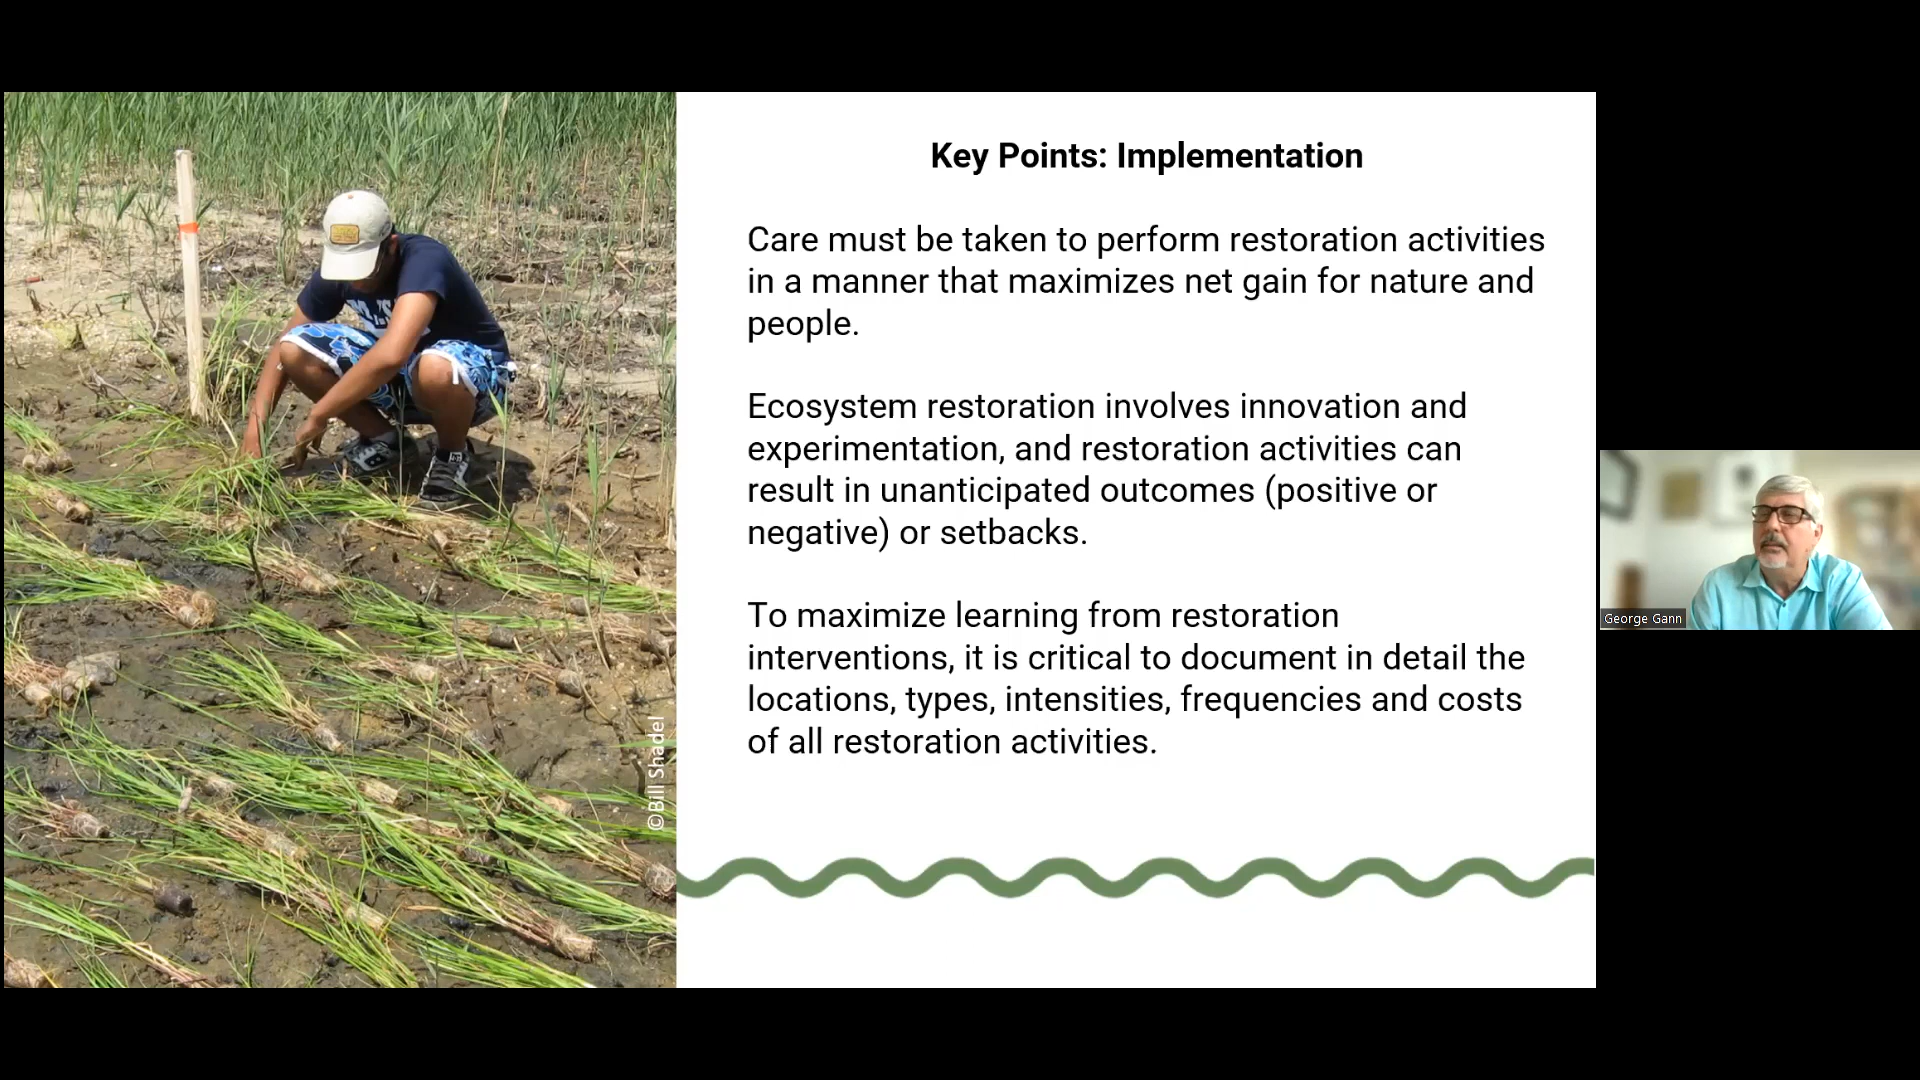 Key Points: Implementation
Care must be taken to perform restoration activities
in a manner that maximizes net gain for nature and
people.
Ecosystem restoration involves innovation and
experimentation, and restoration activities can
result in unanticipated outcomes (positive or
negative) or setbacks.
To maximize learning from restoration
interventions, it is critical to document in detail the
locations, types, intensities, frequencies and costs
of all restoration activities.
©Bill Shadel
George Gann